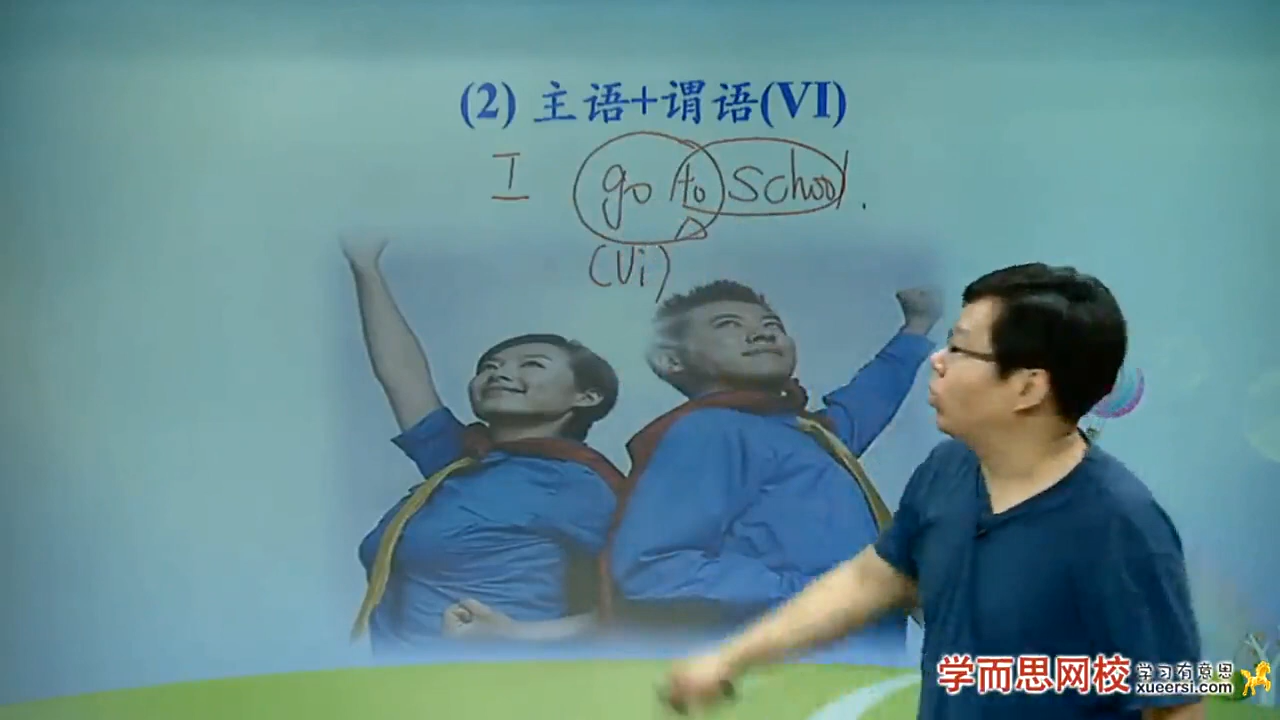 (2) 主语+谓语(VI)
I go to school.
(Vi)
学而思网校 学习有意思
xueersi.com